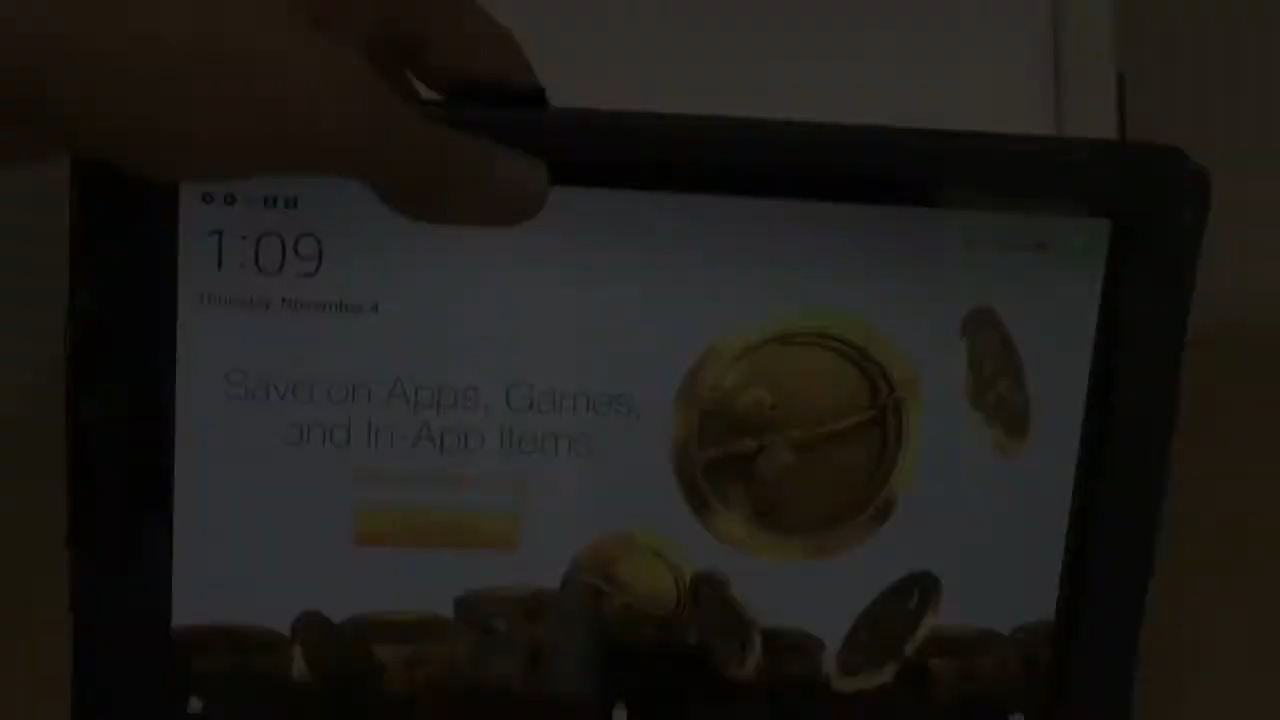 1:09
Thursday, November 4
Save on Apps, Games,
and In-App Items